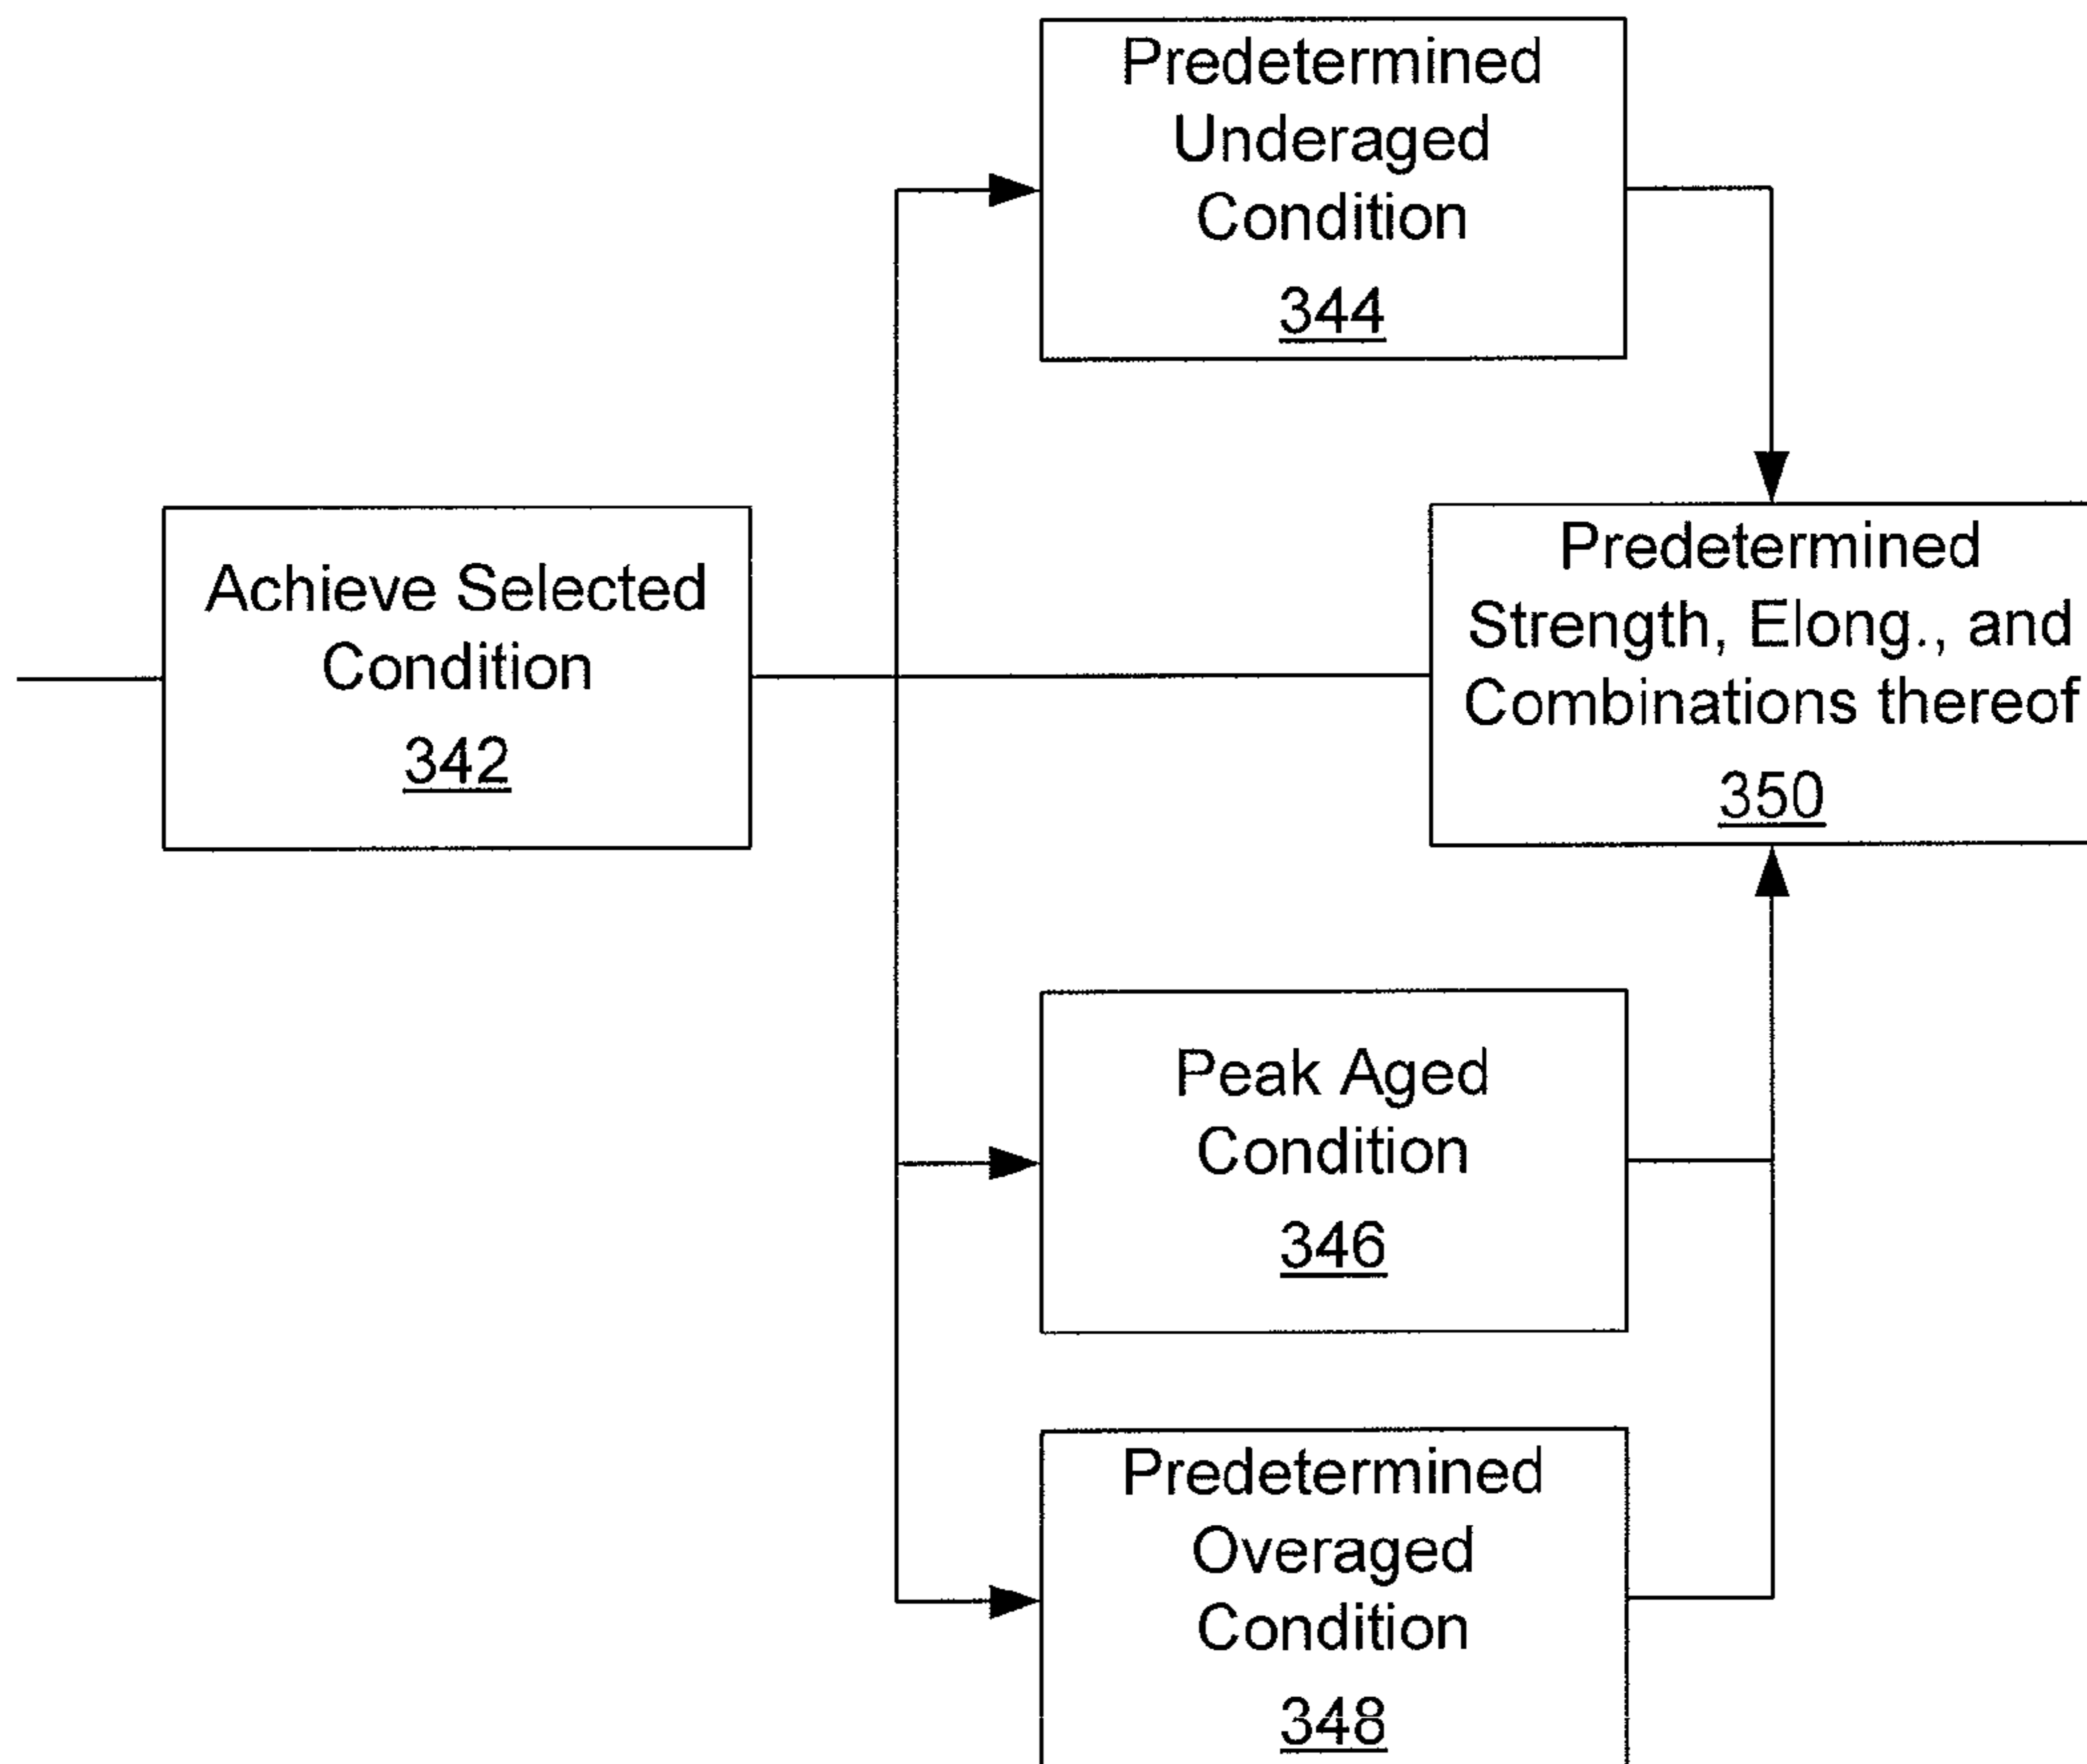 Predetermined
Underaged
Condition
344
Achieve Selected
Condition
342
Predetermined
Strength, Elong., and
Combinations thereof
350
Peak Aged
Condition
346
Predetermined
Overaged
Condition
348